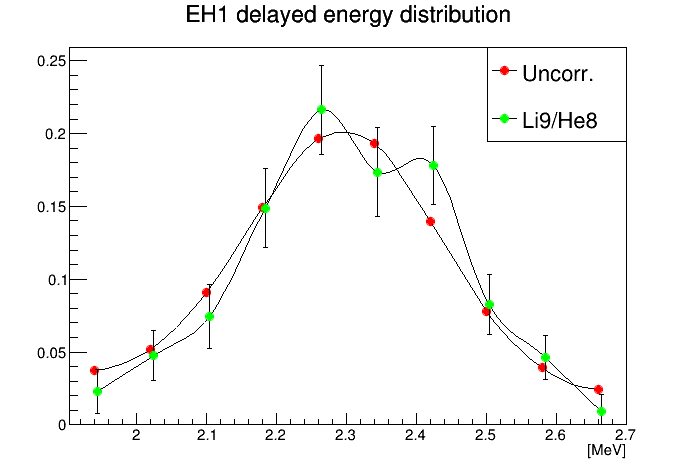 EH1 delayed energy distribution
Uncorr.
Li9/He8
0.25
0.2
0.15
0.1
0.05
0
2 2.1 2.2 2.3 2.4 2.5 2.6 2.7
[MeV]